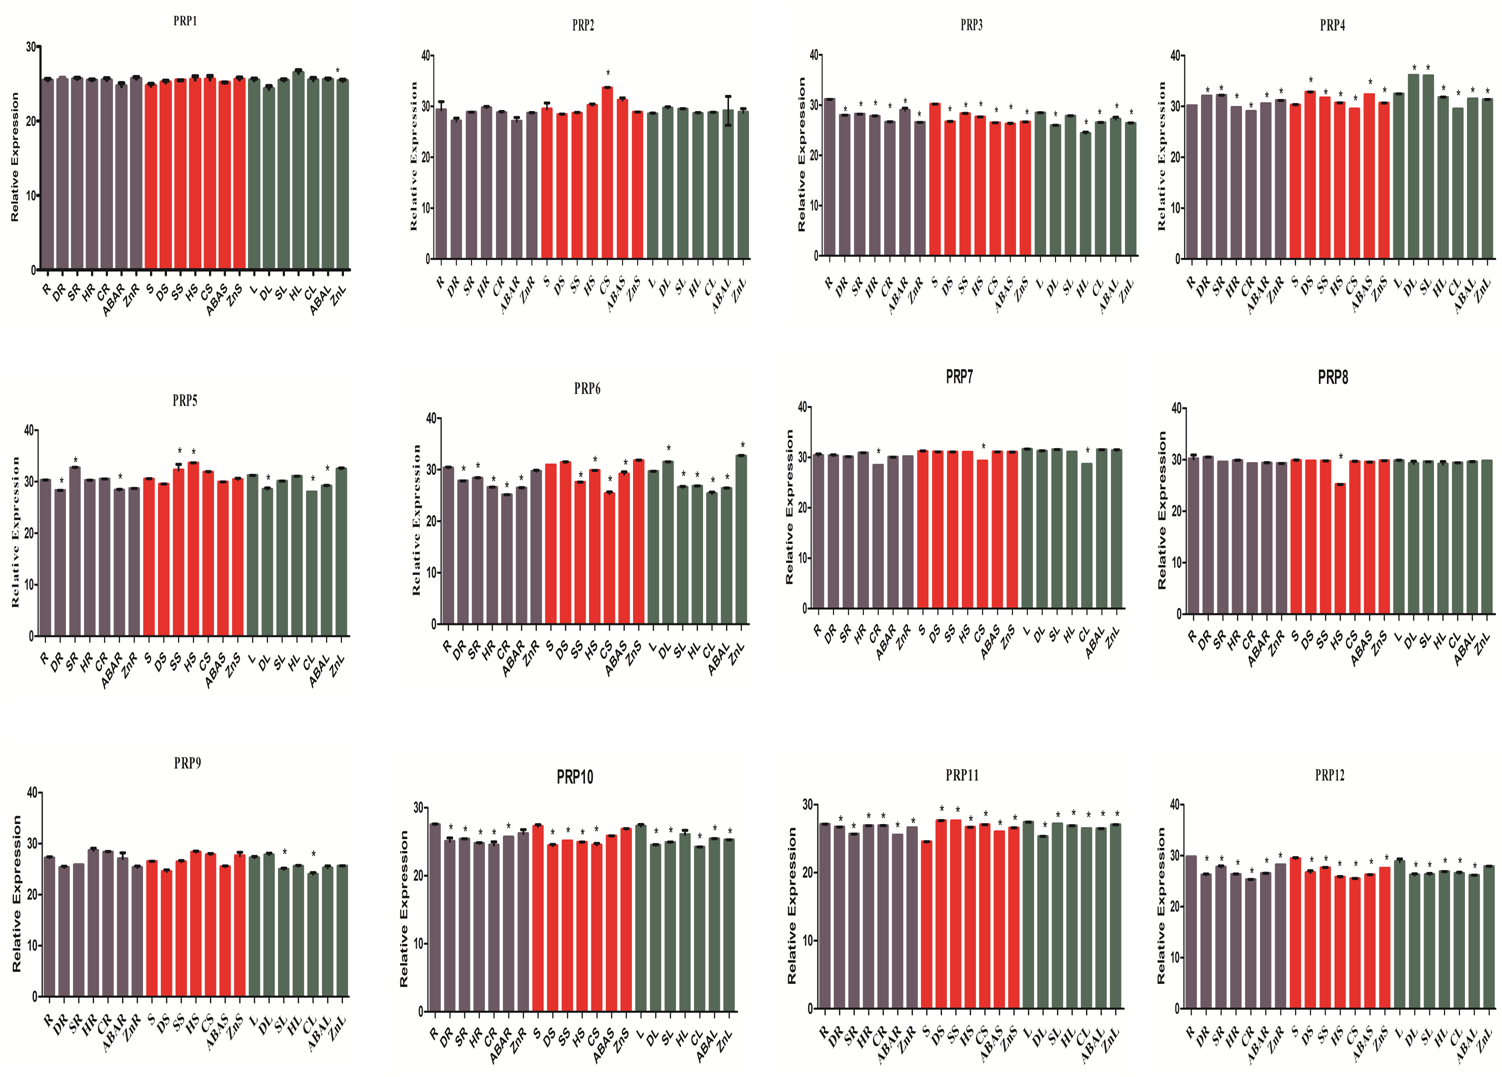 PRP1
Relative Expression
30
20
10
0
R DR SR HR CR ABAR ZnR S DS SS HS CS ABAS ZnS L DL SL HL CL ABAL ZnL
*
PRP2
Relative Expression
40
30
20
10
0
R DR SR HR CR ABAR ZnR S DS SS HS CS ABAS ZnS L DL SL HL CL ABAL ZnL
*
PRP3
Relative Expression
40
30
20
10
0
R DR SR HR CR ABAR ZnR S DS SS HS CS ABAS ZnS L DL SL HL CL ABAL ZnL
* * * * * * * * * * * * * * * * *
PRP4
Relative Expression
40
30
20
10
0
R DR SR HR CR ABAR ZnR S DS SS HS CS ABAS ZnS L DL SL HL CL ABAL ZnL
* * * * * * * * * * * * * * * * * *
PRP5
Relative Expression
40
30
20
10
0
R DR SR HR CR ABAR ZnR S DS SS HS CS ABAS ZnS L DL SL HL CL ABAL ZnL
* * * * * * * *
PRP6
Relative Expression
40
30
20
10
0
R DR SR HR CR ABAR ZnR S DS SS HS CS ABAS ZnS L DL SL HL CL ABAL ZnL
* * * * * * * * * * * * * * *
PRP7
Relative Expression
40
30
20
10
0
R DR SR HR CR ABAR ZnR S DS SS HS CS ABAS ZnS L DL SL HL CL ABAL ZnL
* * *
PRP8
Relative Expression
40
30
20
10
0
R DR SR HR CR ABAR ZnR S DS SS HS CS ABAS ZnS L DL SL HL CL ABAL ZnL
*
PRP9
Relative Expression
40
30
20
10
0
R DR SR HR CR ABAR ZnR S DS SS HS CS ABAS ZnS L DL SL HL CL ABAL ZnL
* *
PRP10
Relative Expression
30
20
10
0
R DR SR HR CR ABAR ZnR S DS SS HS CS ABAS ZnS L DL SL HL CL ABAL ZnL
* * * * * * * * * * * * * * *
PRP11
Relative Expression
30
20
10
0
R DR SR HR CR ABAR ZnR S DS SS HS CS ABAS ZnS L DL SL HL CL ABAL ZnL
* * * * * * * * * * * * * * * * * *
PRP12
Relative Expression
40
30
20
10
0
R DR SR HR CR ABAR ZnR S DS SS HS CS ABAS ZnS L DL SL HL CL ABAL ZnL
* * * * * * * * * * * * * * * * *